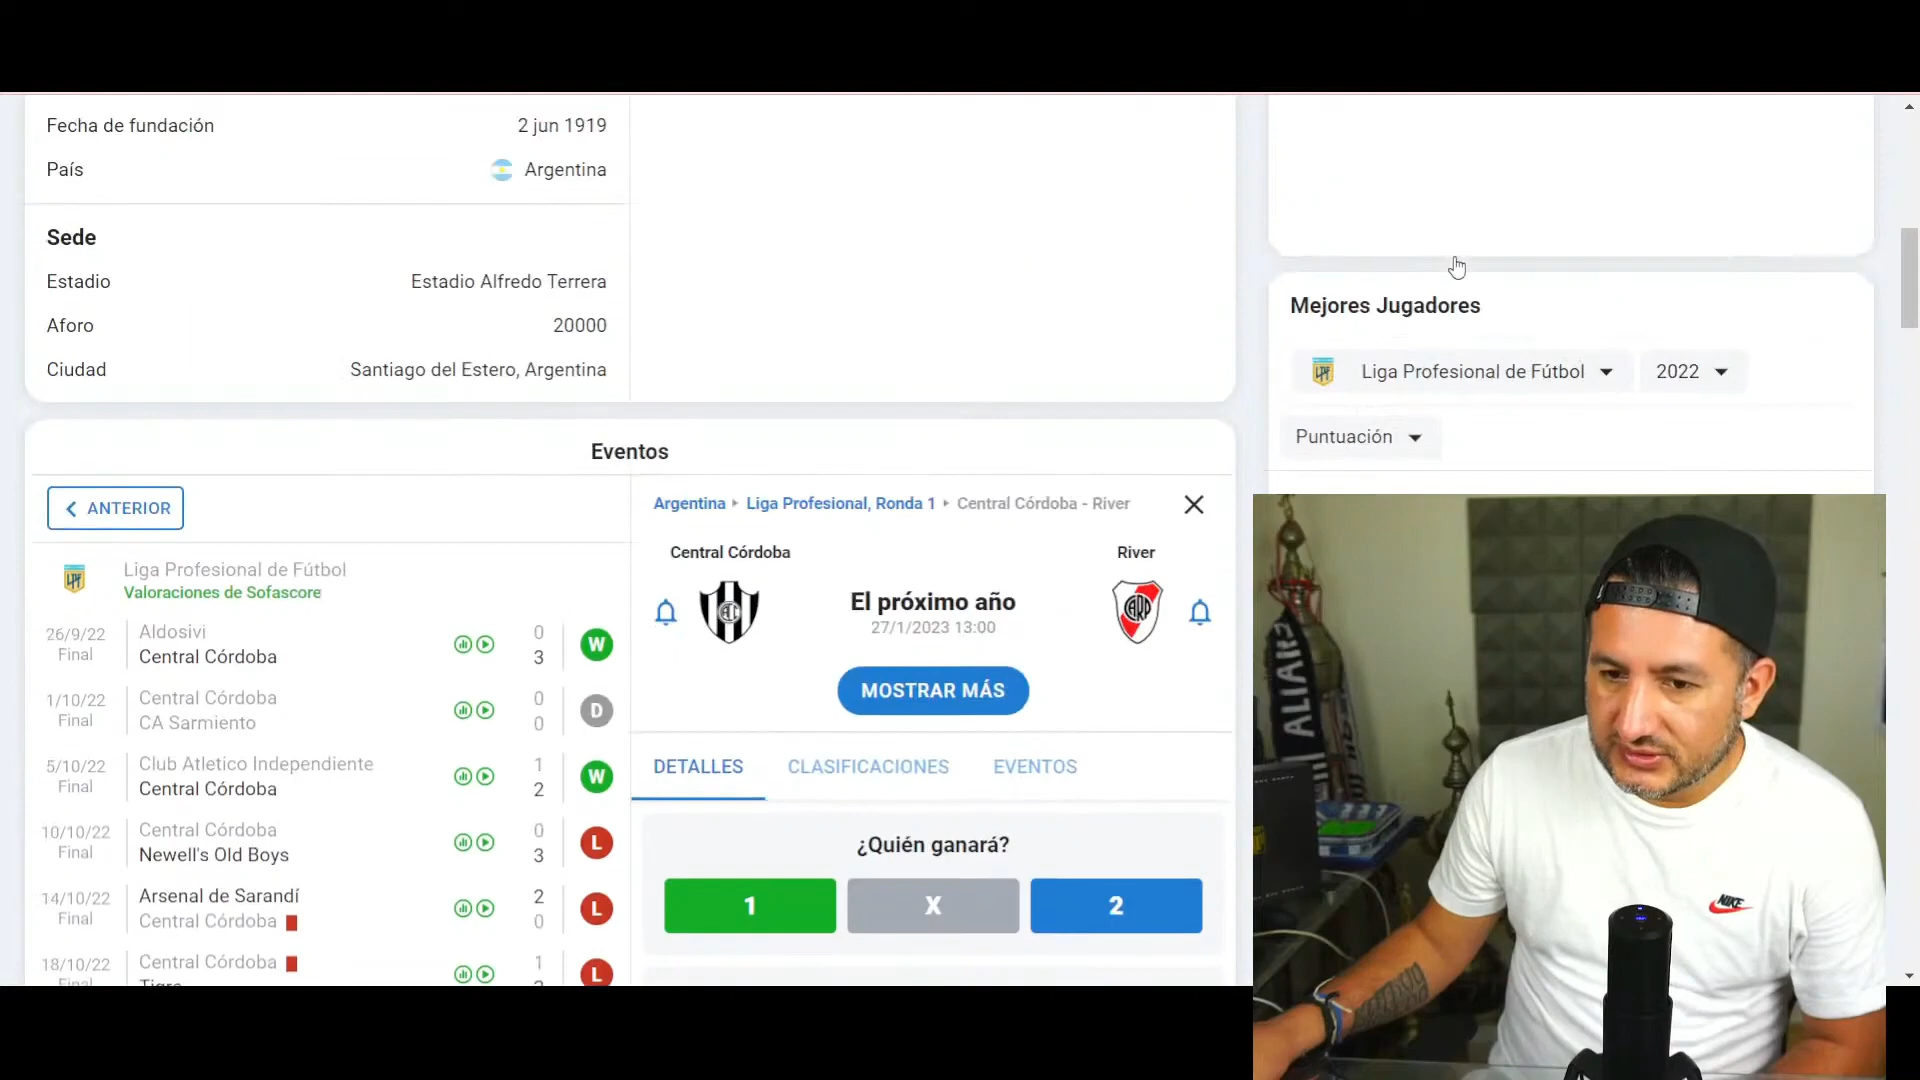 Fecha de fundación 2 jun 1919
País Argentina
Sede
Estadio Estadio Alfredo Terrera
Aforo 20000
Ciudad Santiago del Estero, Argentina
Eventos
ANTERIOR
Liga Profesional de Fútbol
Valoraciones de Sofascore
26/9/22 Aldosivi 0
Final Central Córdoba 3 W
1/10/22 Central Córdoba 0
Final CA Sarmiento 0 D
5/10/22 Club Atletico Independiente 1
Final Central Córdoba 2 W
10/10/22 Central Córdoba 0
Final Newell's Old Boys 3 L
14/10/22 Arsenal de Sarandí 2
Final Central Córdoba 0 L
18/10/22 Central Córdoba 1 L
Argentina Liga Profesional, Ronda 1 Central Córdoba - River
Central Córdoba River
El próximo año
27/1/2023 13:00
MOSTRAR MÁS
DETALLES CLASIFICACIONES EVENTOS
¿Quién ganará?
1 X 2
Mejores Jugadores
LPF Liga Profesional de Fútbol 2022
Puntuación
NIKE